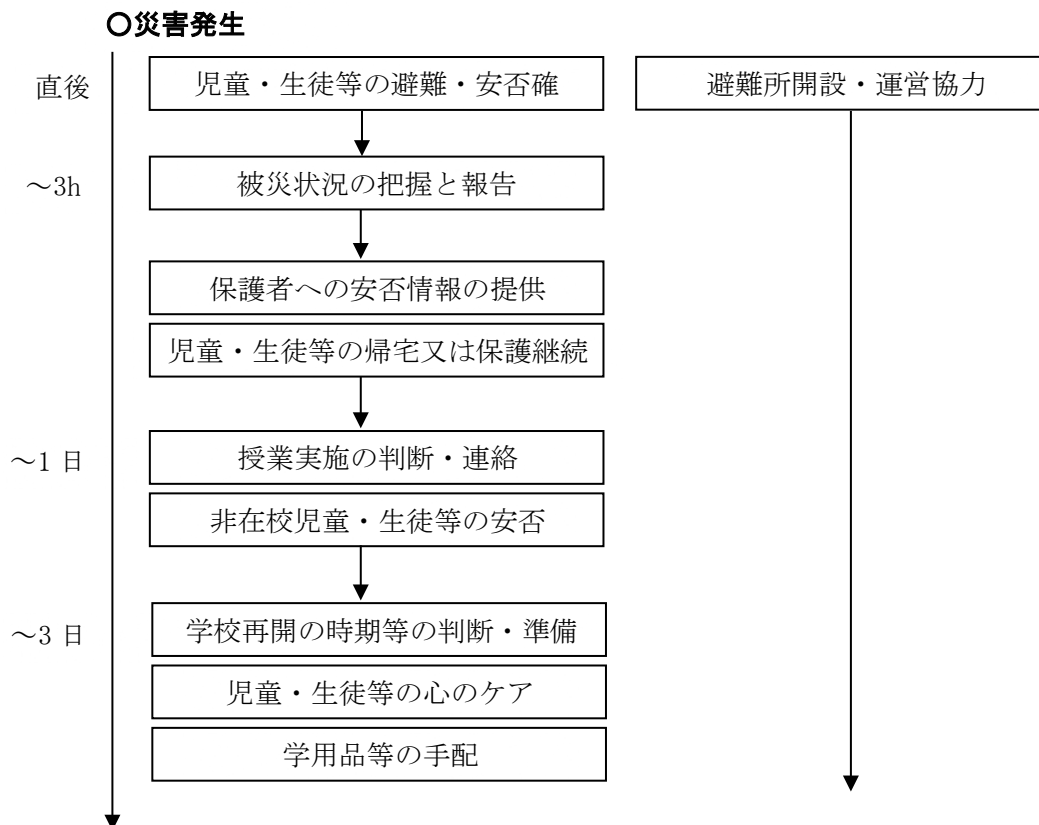 ○災害発生
直後
児童・生徒等の避難・安否確
避難所開設・運営協力
～3h
被災状況の把握と報告
保護者への安否情報の提供
児童・生徒等の帰宅又は保護継続
～1 日
授業実施の判断・連絡
非在校児童・生徒等の安否
～3 日
学校再開の時期等の判断・準備
児童・生徒等の心のケア
学用品等の手配